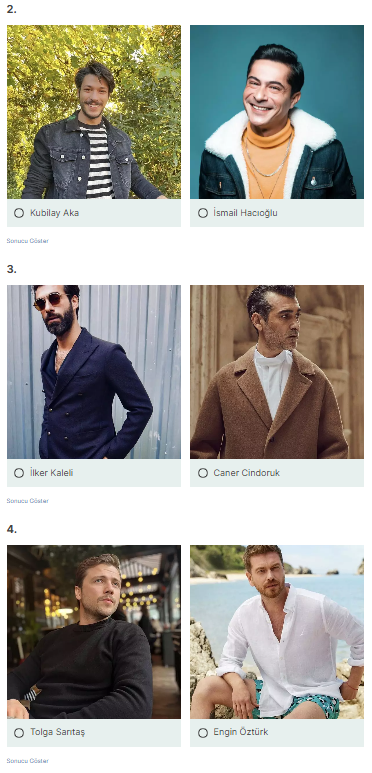 2.
Kubilay Aka
İsmail Hacıoğlu
Sonucu Göster
3.
İlker Kaleli
Caner Cindoruk
Sonucu Göster
4.
Tolga Sarıtaş
Engin Öztürk
Sonucu Göster